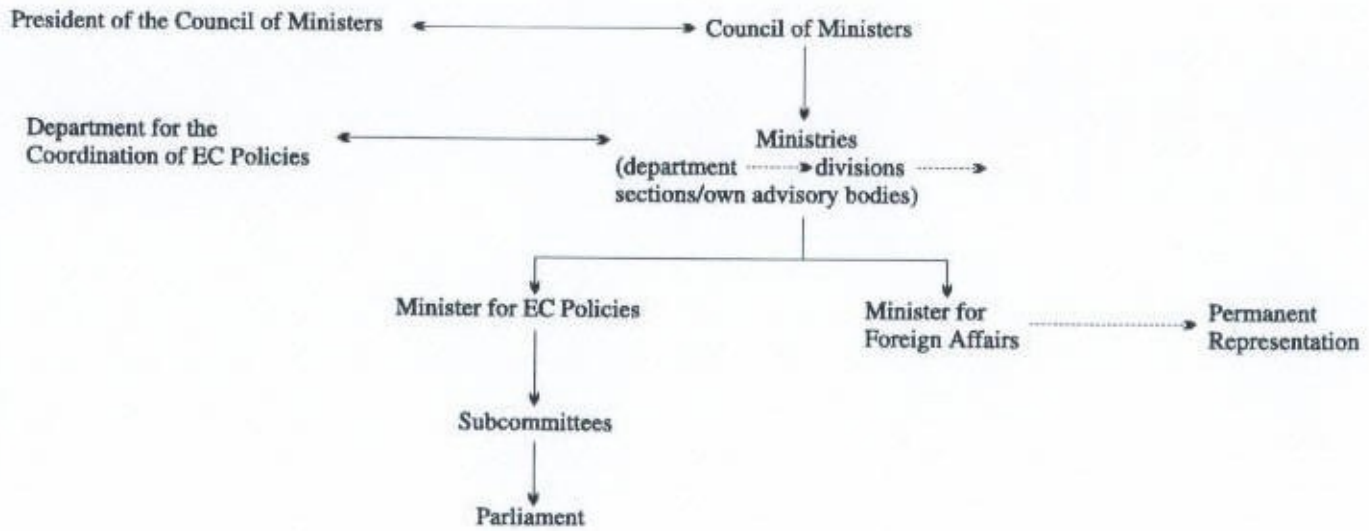 President of the Council of Ministers
Council of Ministers
Department for the
Coordination of EC Policies
Ministries
(department divisions
sections/own advisory bodies)
Minister for EC Policies
Minister for
Foreign Affairs
Permanent
Representation
Subcommittees
Parliament